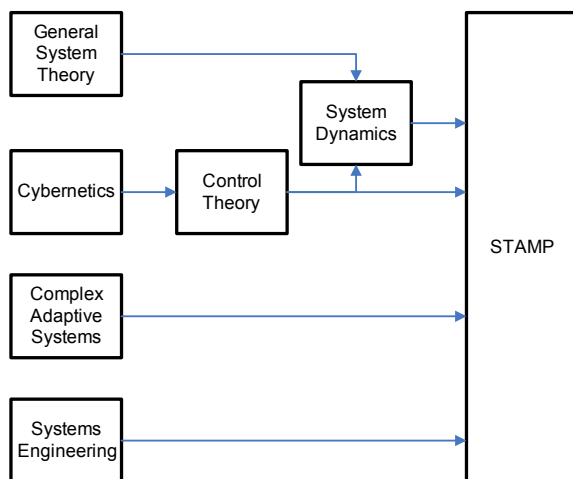 General
System
Theory
System
Dynamics
Cybernetics
Control
Theory
STAMP
Complex
Adaptive
Systems
Systems
Engineering